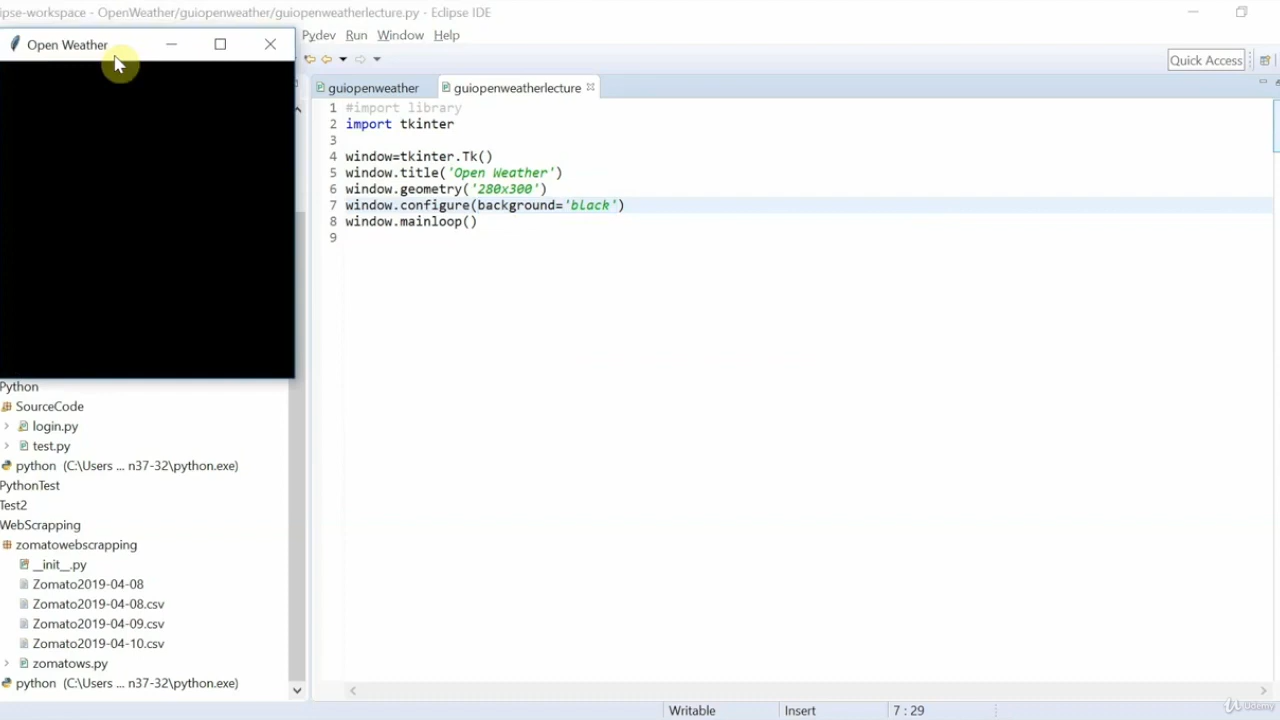 ipse-workspace - OpenWeather/guiopenweather/guiopenweatherlecture.py - Eclipse IDE
Open Weather
Pydev Run Window Help
Quick Access
guiopenweather
guiopenweatherlecture
1 #import library
2 import tkinter
3
4 window=tkinter.Tk()
5 window.title('Open Weather')
6 window.geometry('280x300')
7 window.configure(background='black')
8 window.mainloop()
9
Python
SourceCode
login.py
test.py
python (C:\Users ... n37-32\python.exe)
PythonTest
Test2
WebScrapping
zomatowebscrapping
__init__.py
Zomato2019-04-08
Zomato2019-04-08.csv
Zomato2019-04-09.csv
Zomato2019-04-10.csv
zomatows.py
python (C:\Users ... n37-32\python.exe)
Writable
Insert
7 : 29
Udemy